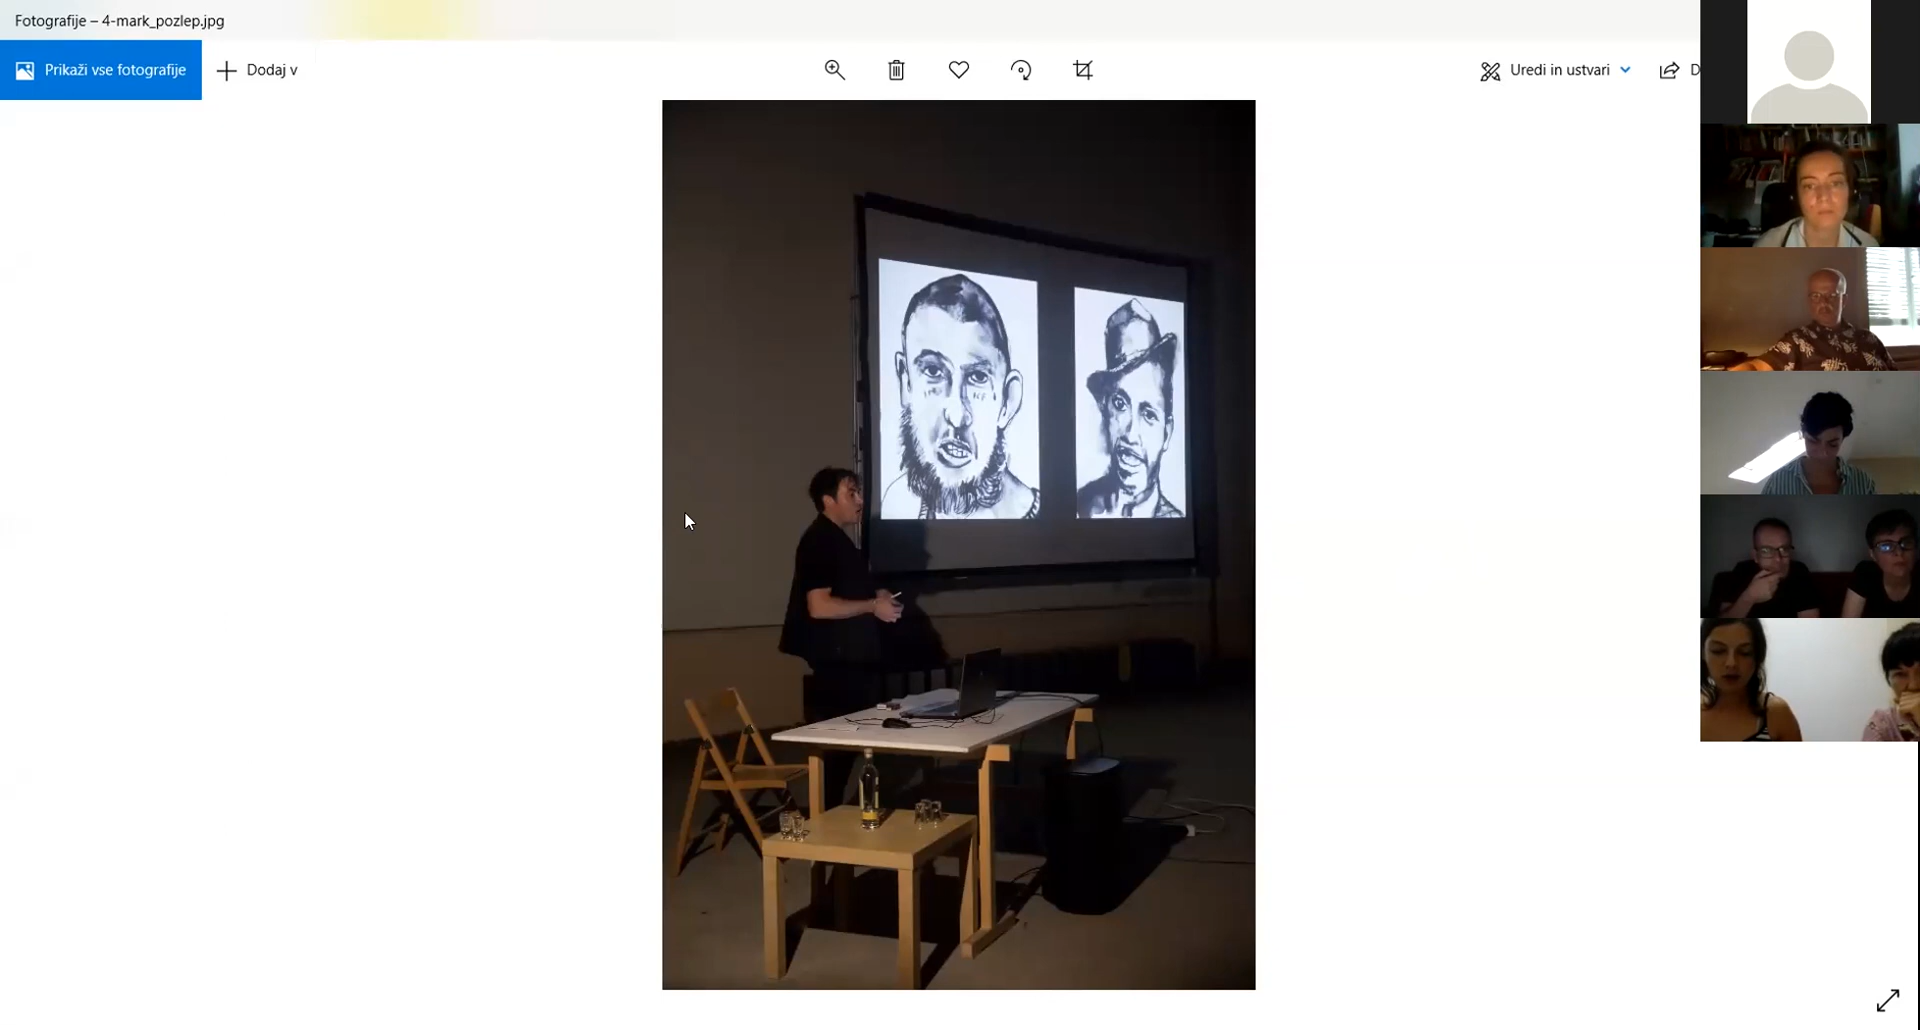 Fotografije – 4-mark_pozlep.jpg
Prikaži vse fotografije
Dodaj v
Uredi in ustvari
D